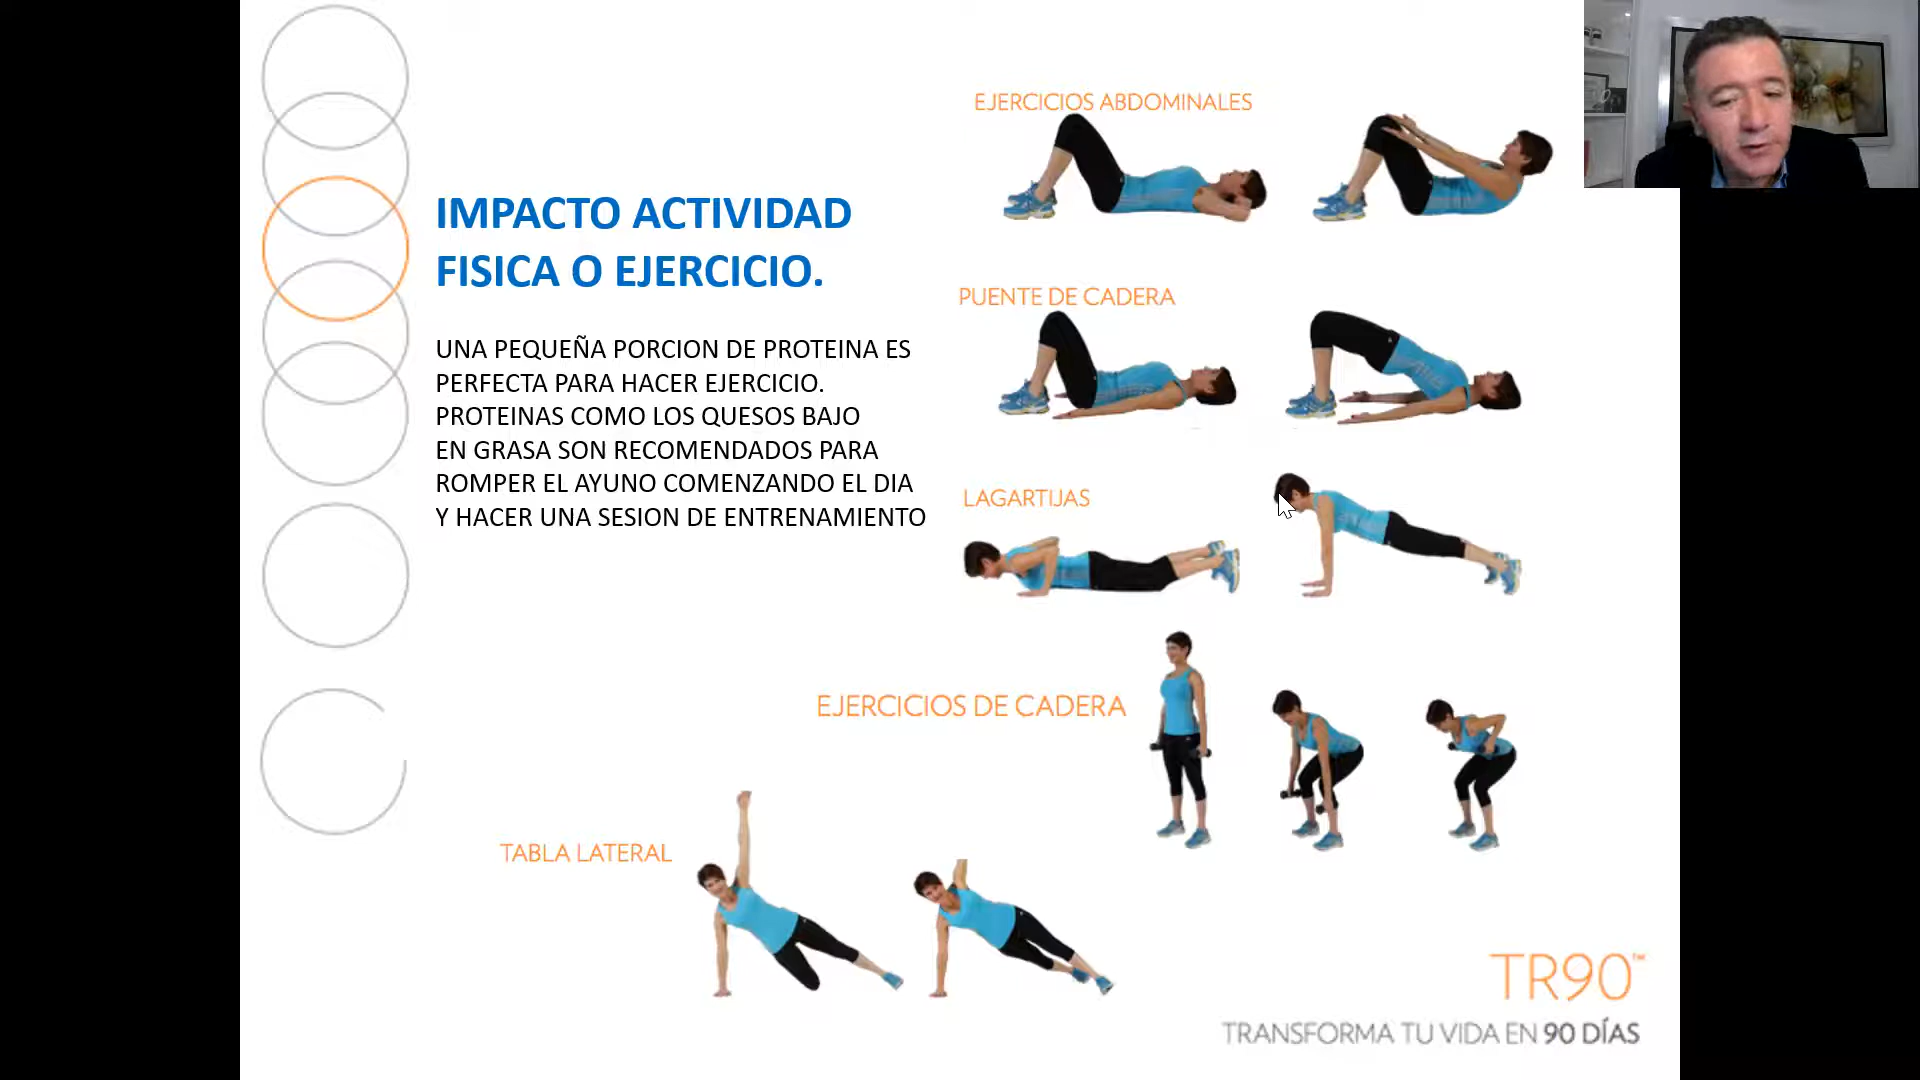 IMPACTO ACTIVIDAD
FISICA O EJERCICIO.
UNA PEQUEÑA PORCION DE PROTEINA ES
PERFECTA PARA HACER EJERCICIO.
PROTEINAS COMO LOS QUESOS BAJO
EN GRASA SON RECOMENDADOS PARA
ROMPER EL AYUNO COMENZANDO EL DIA
Y HACER UNA SESION DE ENTRENAMIENTO
EJERCICIOS ABDOMINALES
PUENTE DE CADERA
LAGARTIJAS
EJERCICIOS DE CADERA
TABLA LATERAL
TR90™
TRANSFORMA TU VIDA EN 90 DÍAS